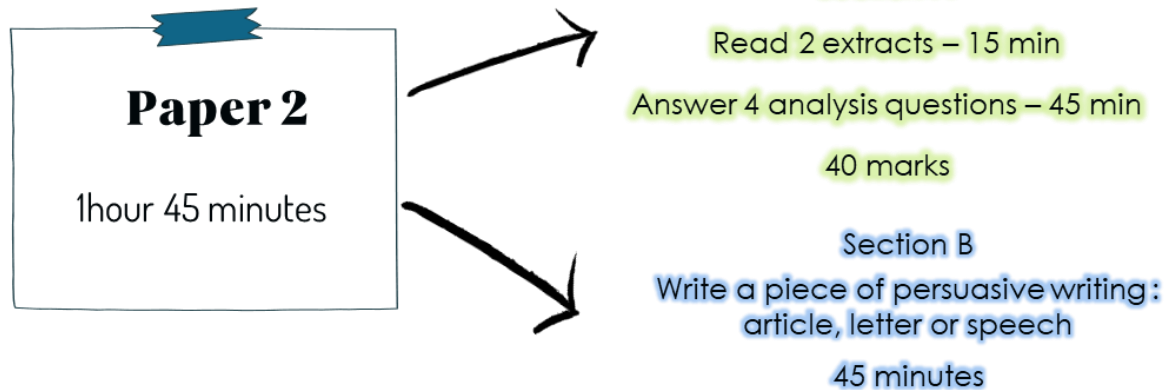 Paper 2
1hour 45 minutes
Read 2 extracts – 15 min
Answer 4 analysis questions – 45 min
40 marks
Section B
Write a piece of persuasive writing:
article, letter or speech
45 minutes